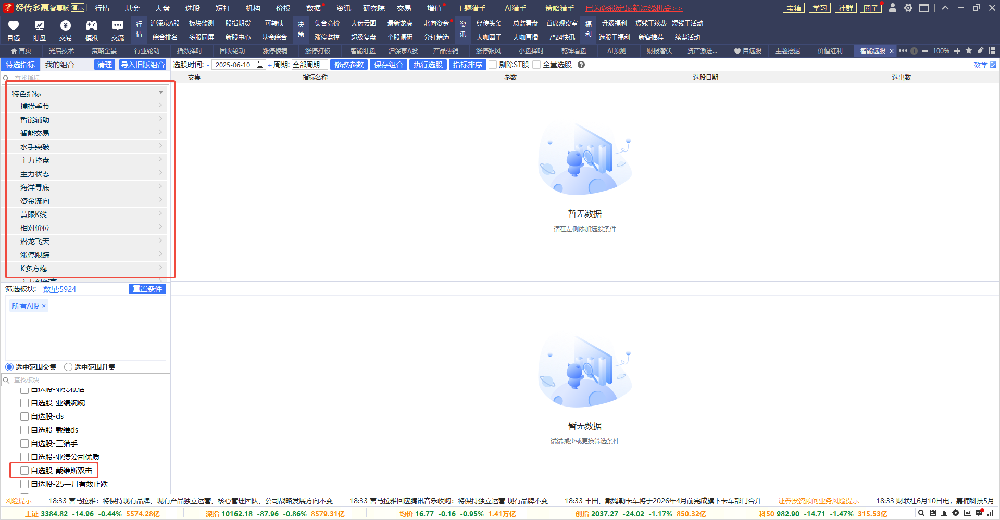 经传多赢 智尊版 演示 行情 基金 大盘 选股 短打 机构 价投 数据 资讯 研究院 交易 增值 主题猎手 AI猎手 策略猎手 已为您锁定最新短线机会>> 宝箱 学习 社群 圈子
行情 沪深京A股 板块监测 股指期货 可转债 决策 集合竞价 大盘云图 最新龙虎 北向资金 资讯 经传头条 总监看盘 首席观察室 福利 升级福利 短线王续费 短线王活动
自选 盯盘 交易 模拟 交流 综合排名 多股同屏 新股中心 基金综合 涨停监控 超级复盘 个股调研 分红精选 大咖圈子 大咖直播 7*24快讯 选股王福利 新客推荐 续费活动
首页 光启技术 策略全景 行业轮动 指数择时 固收轮动 涨停棱镜 涨停打板 智能盯盘 沪深京A股 产品热销 涨停跟风 小盘择时 乾坤看盘 AI预测 财报潜伏 资产激进... 自选股 主题挖掘 价值红利 智能选股 × ••• 100%
待选指标 我的组合 清理 导入旧版组合 选股时间: - 2025-06-10 + 周期: 全部周期 修改参数 保存组合 执行选股 指标排序 剔除ST股 全量选股 教学
查找指标 交集 指标名称 参数 选股日期 选出数
特色指标
捕捞季节
智能辅助
智能交易
水手突破
主力控盘
主力状态
海洋寻底
资金流向
慧眼K线
相对价位
潜龙飞天
涨停跟踪
K多方炮
主力创新高
暂无数据
请在左侧添加选股条件
筛选板块: 数量:5924 重置条件
所有A股 ×
选中范围交集 选中范围并集
查找板块
自选股-业绩低估
自选股-业绩婉婉
自选股-ds
自选股-戴维ds
自选股-三猎手
自选股-业绩公司优质
自选股-戴维斯双击
自选股-25—月有效止跌
暂无数据
试试减少或更换筛选条件
风险提示 18:33 喜马拉雅：将保持现有品牌、现有产品独立运营、核心管理团队、公司战略发展方向不变 18:33 喜马拉雅回应腾讯音乐收购：将保持独立运营 现有品牌不变 18:33 丰田、戴姆勒卡车将于2026年4月前完成旗下卡车部门合并 证券投资顾问业务风险提示 18:33 财联社6月10日电，嘉楠科技5月
上证 3384.82 -14.96 -0.44% 5574.28亿 深指 10162.18 -87.96 -0.86% 8579.31亿 均价 16.77 -0.16 -0.95% 1.41万亿 创指 2037.27 -24.02 -1.17% 850.32亿 科50 982.90 -14.71 -1.47% 315.53亿